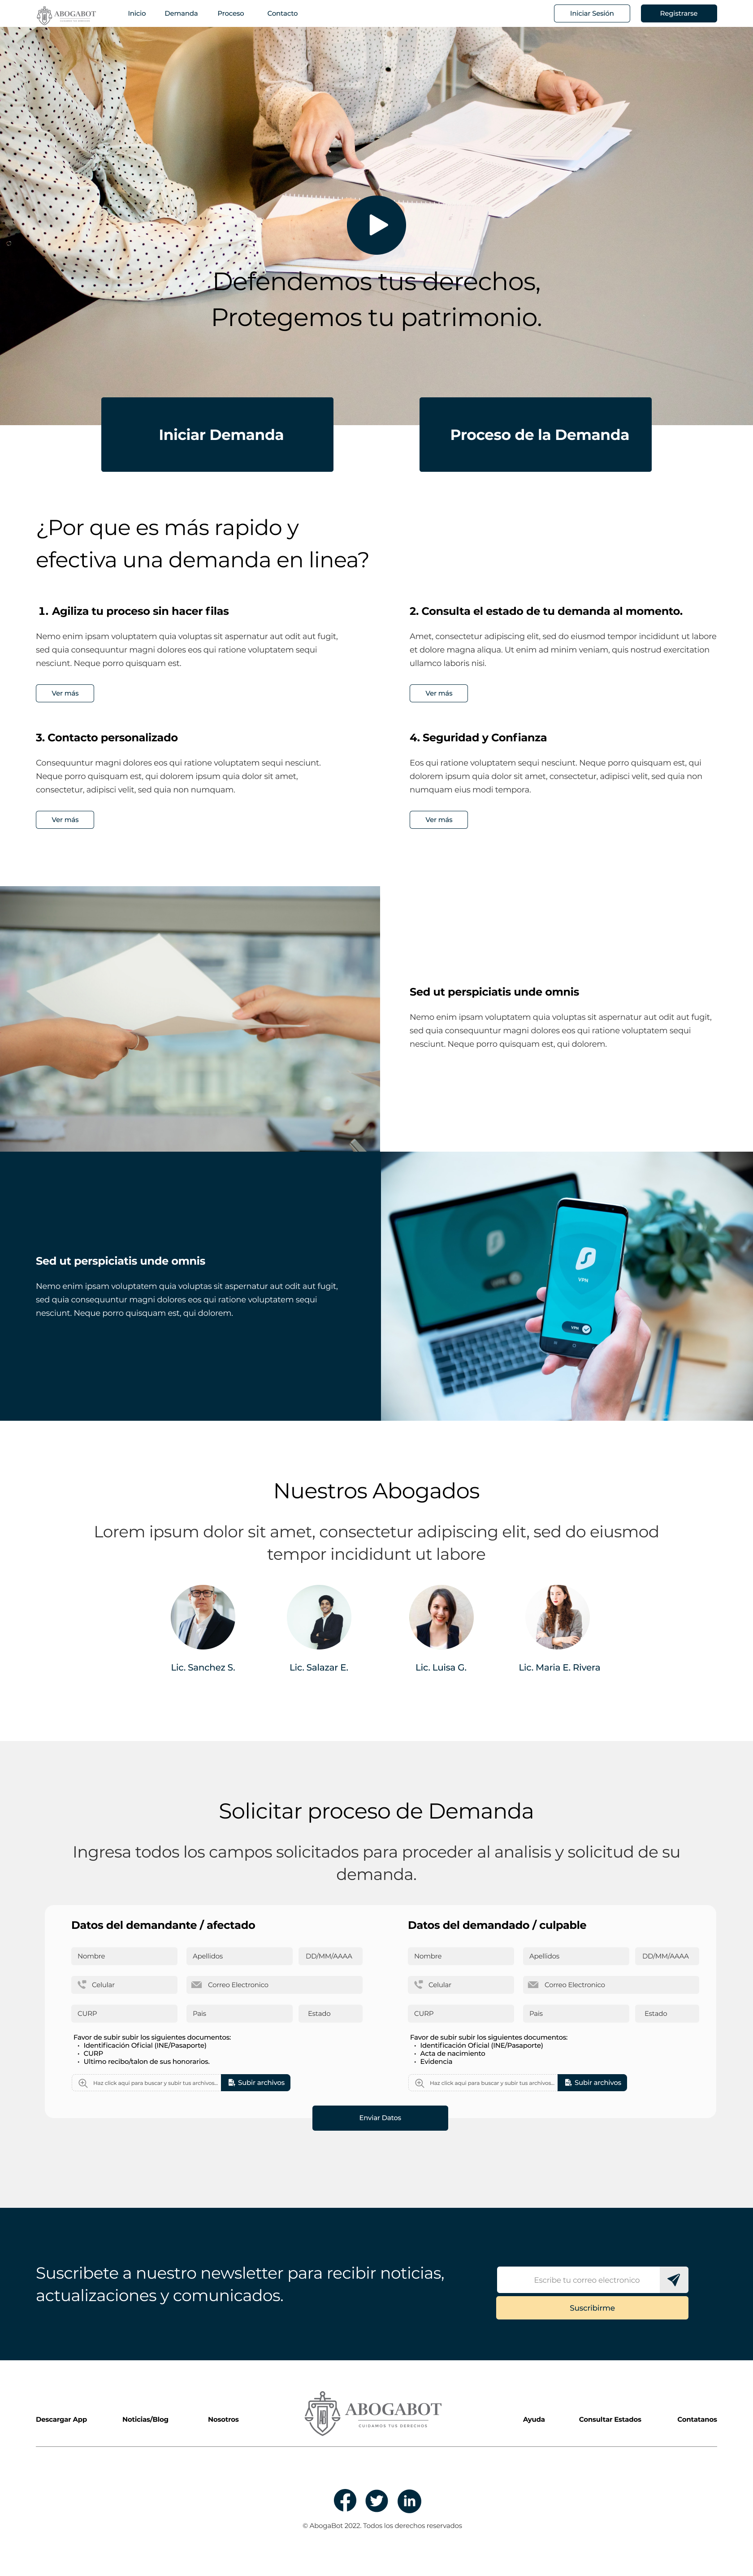 ABOGABOT
Inicio
Demanda
Proceso
Contacto
Iniciar Sesión
Registrarse
Defendemos tus derechos,
Protegemos tu patrimonio.
Iniciar Demanda
Proceso de la Demanda
¿Por que es más rapido y
efectiva una demanda en linea?
1. Agiliza tu proceso sin hacer filas
Nemo enim ipsam voluptatem quia voluptas sit aspernatur aut odit aut fugit,
sed quia consequuntur magni dolores eos qui ratione voluptatem sequi
nesciunt. Neque porro quisquam est.
Ver más
2. Consulta el estado de tu demanda al momento.
Amet, consectetur adipiscing elit, sed do eiusmod tempor incididunt ut labore
et dolore magna aliqua. Ut enim ad minim veniam, quis nostrud exercitation
ullamco laboris nisi.
Ver más
3. Contacto personalizado
Consequuntur magni dolores eos qui ratione voluptatem sequi nesciunt.
Neque porro quisquam est, qui dolorem ipsum quia dolor sit amet,
consectetur, adipisci velit, sed quia non numquam.
Ver más
4. Seguridad y Confianza
Eos qui ratione voluptatem sequi nesciunt. Neque porro quisquam est, qui
dolorem ipsum quia dolor sit amet, consectetur, adipisci velit, sed quia non
numquam eius modi tempora.
Ver más
Sed ut perspiciatis unde omnis
Nemo enim ipsam voluptatem quia voluptas sit aspernatur aut odit aut fugit,
sed quia consequuntur magni dolores eos qui ratione voluptatem sequi
nesciunt. Neque porro quisquam est, qui dolorem.
Sed ut perspiciatis unde omnis
Nemo enim ipsam voluptatem quia voluptas sit aspernatur aut odit aut fugit,
sed quia consequuntur magni dolores eos qui ratione voluptatem sequi
nesciunt. Neque porro quisquam est, qui dolorem.
VPN
VPN
Nuestros Abogados
Lorem ipsum dolor sit amet, consectetur adipiscing elit, sed do eiusmod
tempor incididunt ut labore
Lic. Sanchez S.
Lic. Salazar E.
Lic. Luisa G.
Lic. Maria E. Rivera
Solicitar proceso de Demanda
Ingresa todos los campos solicitados para proceder al analisis y solicitud de su
demanda.
Datos del demandante / afectado
Nombre
Apellidos
DD/MM/AAAA
Celular
Correo Electronico
CURP
Pais
Estado
Favor de subir subir los siguientes documentos:
• Identificación Oficial (INE/Pasaporte)
• CURP
• Ultimo recibo/talon de sus honorarios.
Haz click aquí para buscar y subir tus archivos...
Subir archivos
Datos del demandado / culpable
Nombre
Apellidos
DD/MM/AAAA
Celular
Correo Electronico
CURP
Pais
Estado
Favor de subir subir los siguientes documentos:
• Identificación Oficial (INE/Pasaporte)
• Acta de nacimiento
• Evidencia
Haz click aquí para buscar y subir tus archivos...
Subir archivos
Enviar Datos
Suscribete a nuestro newsletter para recibir noticias,
actualizaciones y comunicados.
Escribe tu correo electronico
Suscribirme
Descargar App
Noticias/Blog
Nosotros
ABOGABOT
CUIDAMOS TUS DERECHOS
Ayuda
Consultar Estados
Contatanos
© AbogaBot 2022. Todos los derechos reservados